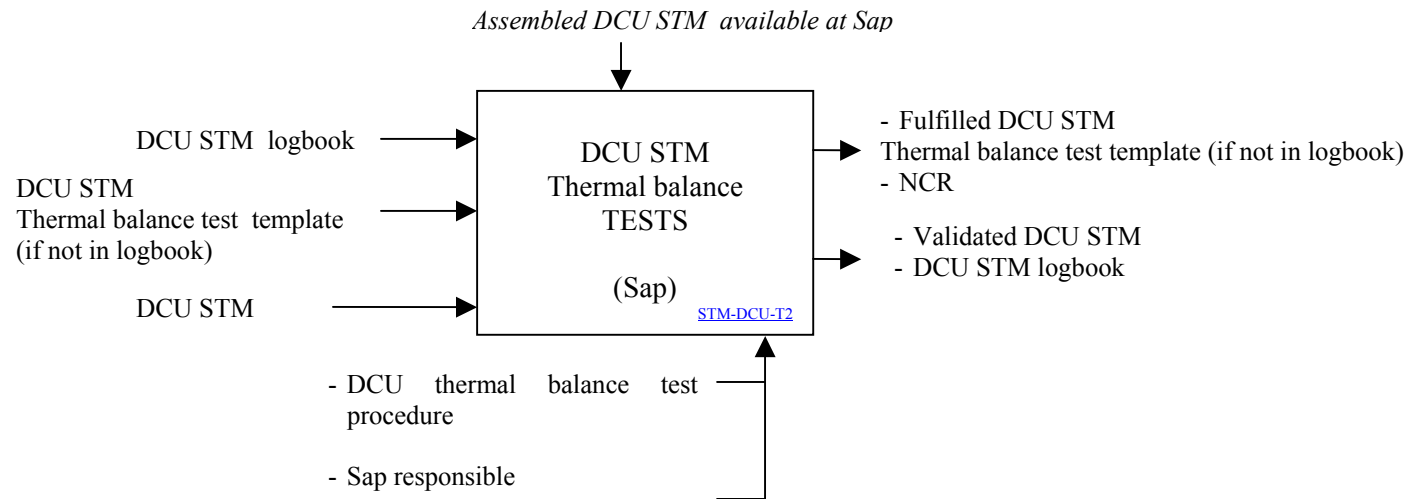 Assembled DCU STM available at Sap
DCU STM logbook
DCU STM
Thermal balance test template
(if not in logbook)
DCU STM
DCU STM
Thermal balance
TESTS
(Sap)
STM-DCU-T2
- Fulfilled DCU STM
Thermal balance test template (if not in logbook)
- NCR
- Validated DCU STM
- DCU STM logbook
- DCU thermal balance test
procedure
- Sap responsible